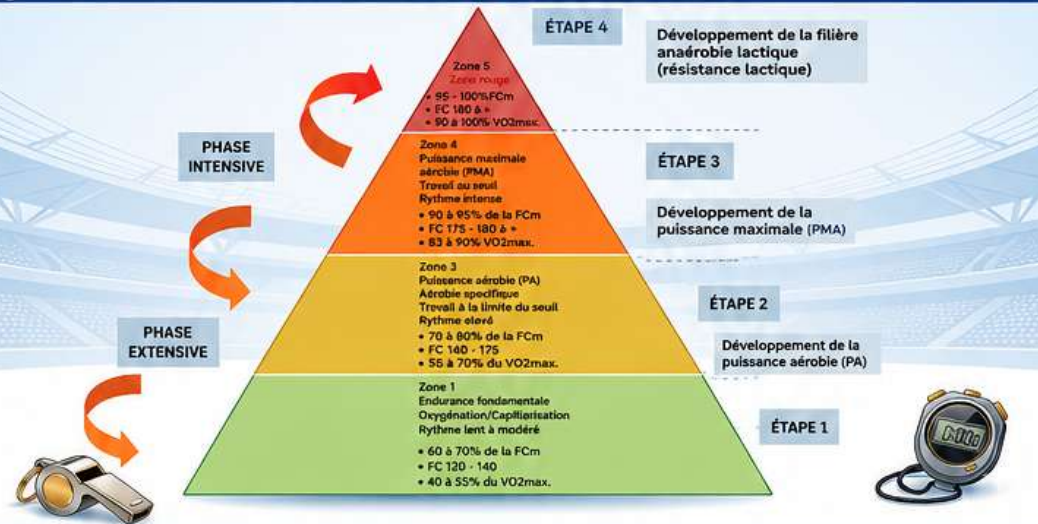 ÉTAPE 4
Développement de la filière
anaérobie lactique
(résistance lactique)
Zone 5
Zone rouge
• 95 - 100%FCm
• FC 180 à +
• 90 à 100% VO2max.
PHASE
INTENSIVE
Zone 4
Puissance maximale
aérobie (PMA)
Travail au seuil
Rythme intense
• 90 à 95% de la FCm
• FC 175 - 180 à +
• 83 à 90% VO2max.
ÉTAPE 3
Développement de la
puissance maximale (PMA)
Zone 3
Puissance aérobie (PA)
Aérobie specifique
Travail à la limite du seuil
Rythme elevé
• 70 à 80% de la FCm
• FC 140 - 175
• 55 à 70% du VO2max.
ÉTAPE 2
Développement de la
puissance aérobie (PA)
PHASE
EXTENSIVE
Zone 1
Endurance fondamentale
Oxygénation/Capillarisation
Rythme lent à modéré
• 60 à 70% de la FCm
• FC 120 - 140
• 40 à 55% du VO2max.
ÉTAPE 1